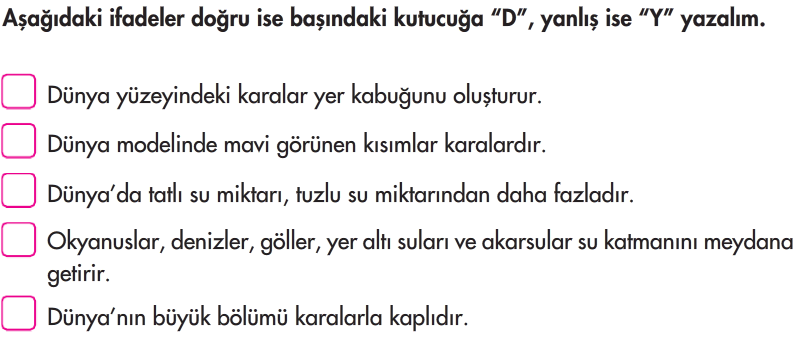 Aşağıdaki ifadeler doğru ise başındaki kutucuğa “D”, yanlış ise “Y” yazalım.
Dünya yüzeyindeki karalar yer kabuğunu oluşturur.
Dünya modelinde mavi görünen kısımlar karalardır.
Dünya’da tatlı su miktarı, tuzlu su miktarından daha fazladır.
Okyanuslar, denizler, göller, yer altı suları ve akarsular su katmanını meydana
getirir.
Dünya’nın büyük bölümü karalarla kaplıdır.